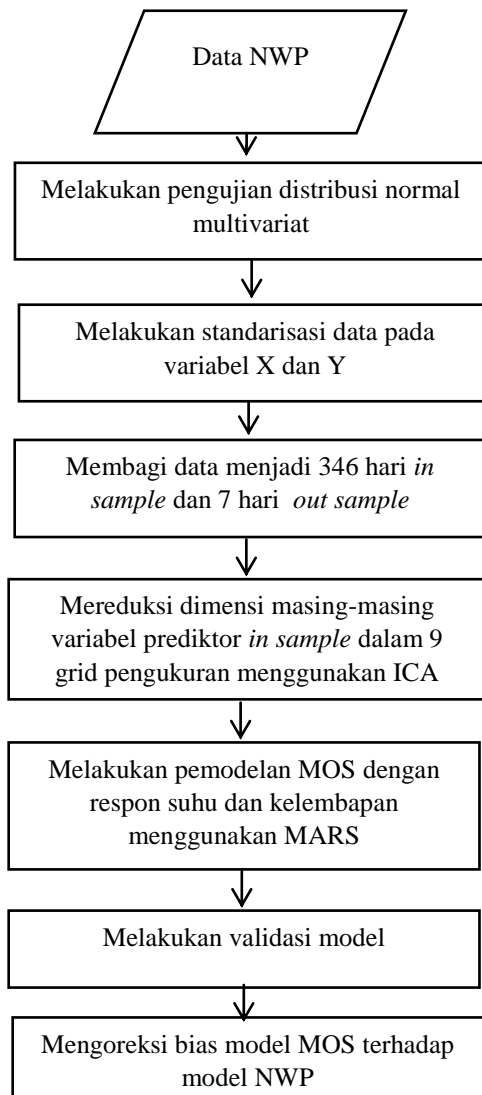 Data NWP
Melakukan pengujian distribusi normal
multivariat
Melakukan standarisasi data pada
variabel X dan Y
Membagi data menjadi 346 hari in
sample dan 7 hari out sample
Mereduksi dimensi masing-masing
variabel prediktor in sample dalam 9
grid pengukuran menggunakan ICA
Melakukan pemodelan MOS dengan
respon suhu dan kelembapan
menggunakan MARS
Melakukan validasi model
Mengoreksi bias model MOS terhadap
model NWP